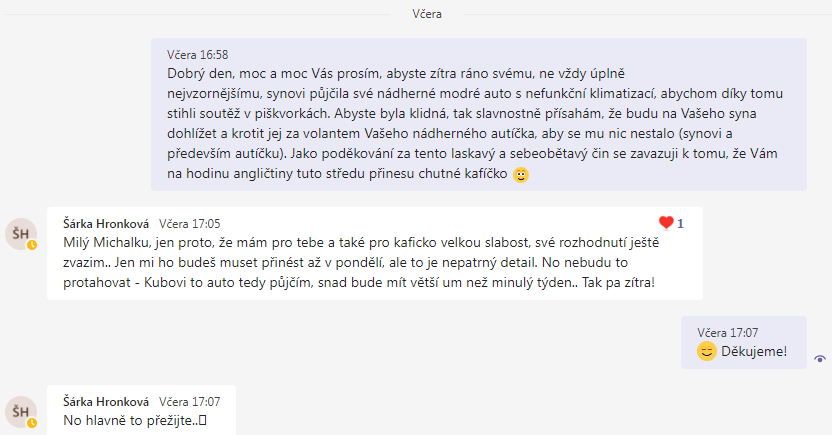 Včera
Včera 16:58
Dobrý den, moc a moc Vás prosím, abyste zítra ráno svému, ne vždy úplně
nejvzornějšímu, synovi půjčila své nádherné modré auto s nefunkční klimatizací, abychom díky tomu
stihli soutěž v piškvorkách. Abyste byla klidná, tak slavnostně přísahám, že budu na Vašeho syna
dohlížet a krotit jej za volantem Vašeho nádherného autíčka, aby se mu nic nestalo (synovi a
především autíčku). Jako poděkování za tento laskavý a sebeobětavý čin se zavazuji k tomu, že Vám
na hodinu angličtiny tuto středu přinesu chutné kafíčko 🙂
ŠH
Šárka Hronková Včera 17:05 ❤️ 1
Milý Michalku, jen proto, že mám pro tebe a také pro kaficko velkou slabost, své rozhodnutí ještě
zvazim.. Jen mi ho budeš muset přinést až v pondělí, ale to je nepatrný detail. No nebudu to
protahovat - Kubovi to auto tedy půjčím, snad bude mít větší um než minulý týden.. Tak pa zítra!
Včera 17:07
😌 Děkujeme!
ŠH
Šárka Hronková Včera 17:07
No hlavně to přežijte..